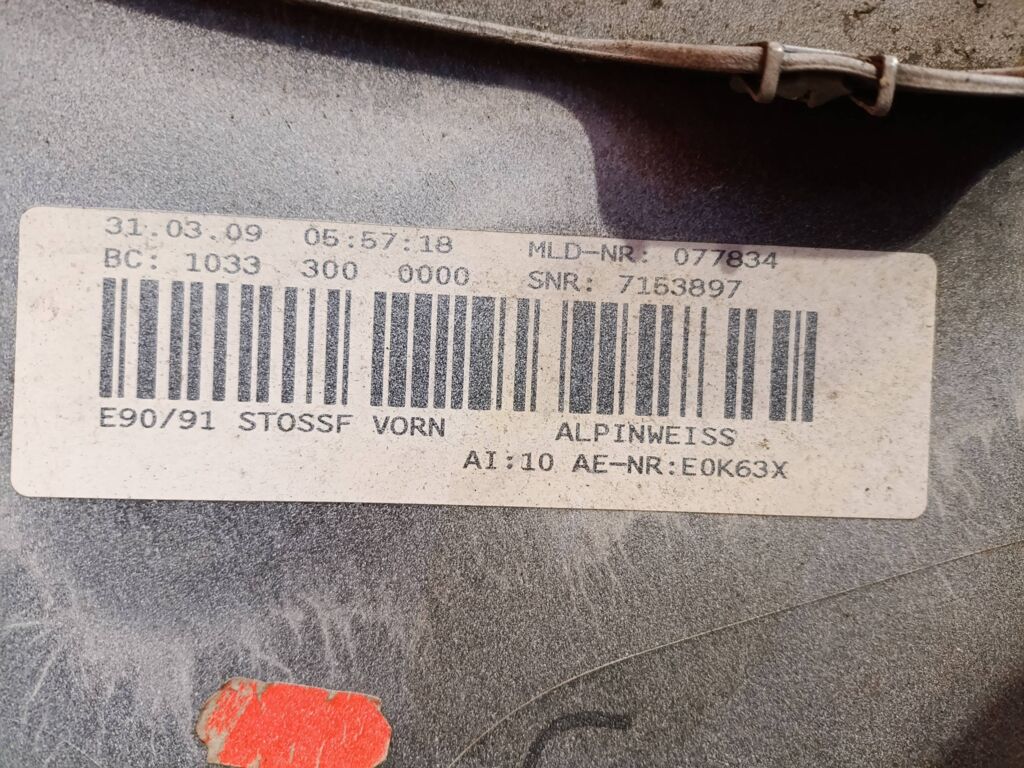 31.03.09 05:57:18 MLD-NR: 077834
BC: 1033 300 0000 SNR: 7153897
E90/91 STOSSF VORN ALPINWEISS
AI:10 AE-NR:E0K63X